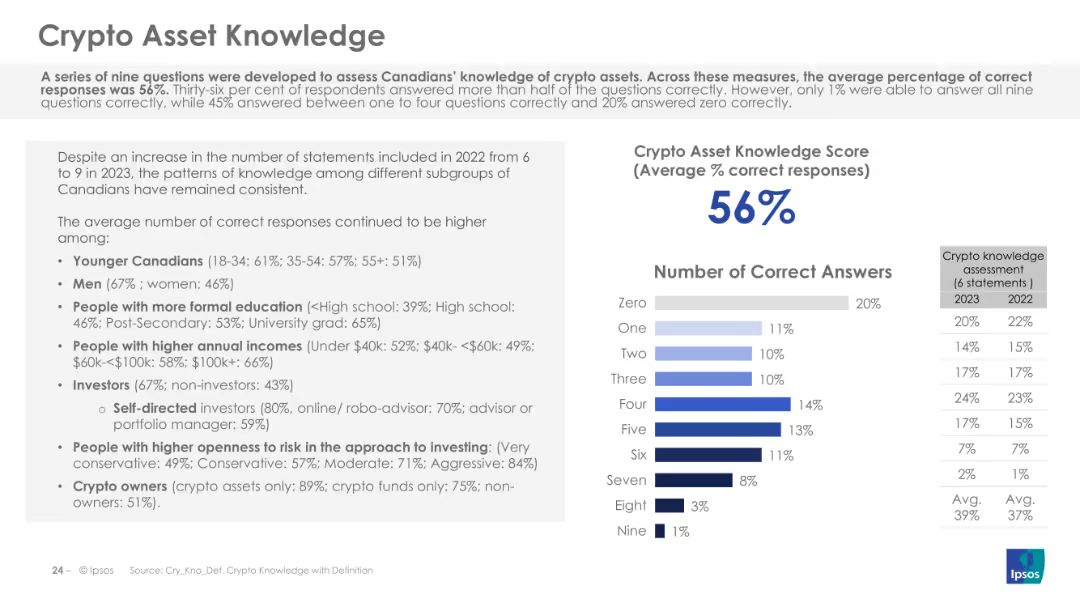 Crypto Asset Knowledge
A series of nine questions were developed to assess Canadians' knowledge of crypto assets. Across these measures, the average percentage of correct
responses was 56%. Thirty-six per cent of respondents answered more than half of the questions correctly. However, only 1% were able to answer all nine
questions correctly, while 45% answered between one to four questions correctly and 20% answered zero correctly.
Despite an increase in the number of statements included in 2022 from 6
to 9 in 2023, the patterns of knowledge among different subgroups of
Canadians have remained consistent.
The average number of correct responses continued to be higher
among:
• Younger Canadians (18-34: 61%; 35-54: 57%; 55+: 51%)
• Men (67% ; women: 46%)
• People with more formal education (<High school: 39%; High school:
46%; Post-Secondary: 53%; University grad: 65%)
• People with higher annual incomes (Under $40k: 52%; $40k- <$60k: 49%;
$60k-<$100k: 58%; $100k+: 66%)
• Investors (67%; non-investors: 43%)
o Self-directed investors (80%, online/ robo-advisor: 70%; advisor or
portfolio manager: 59%)
• People with higher openness to risk in the approach to investing: (Very
conservative: 49%; Conservative: 57%; Moderate: 71%; Aggressive: 84%)
• Crypto owners (crypto assets only: 89%; crypto funds only: 75%; non-
owners: 51%).
Crypto Asset Knowledge Score
(Average % correct responses)
56%
Number of Correct Answers
Zero 20%
One 11%
Two 10%
Three 10%
Four 14%
Five 13%
Six 11%
Seven 8%
Eight 3%
Nine 1%
Crypto knowledge
assessment
(6 statements )
2023 2022
20% 22%
14% 15%
17% 17%
24% 23%
17% 15%
7% 7%
2% 1%
Avg. Avg.
39% 37%
24 – © Ipsos Source: Cry_Kno_Def. Crypto Knowledge with Definition
Ipsos